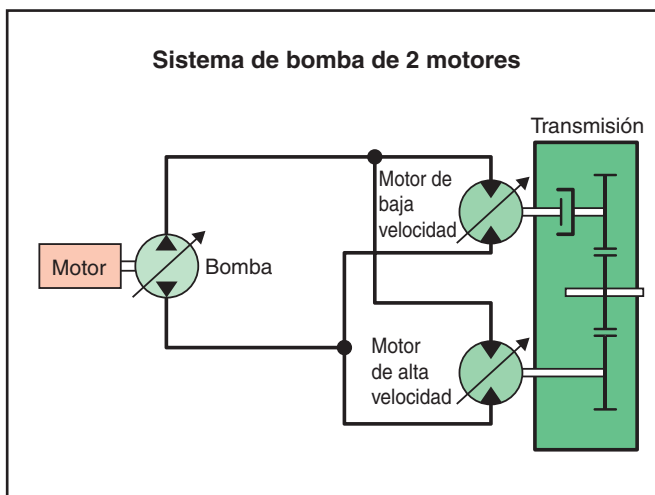 Sistema de bomba de 2 motores
Transmisión
Motor de
baja
velocidad
Motor
Bomba
Motor
de alta
velocidad